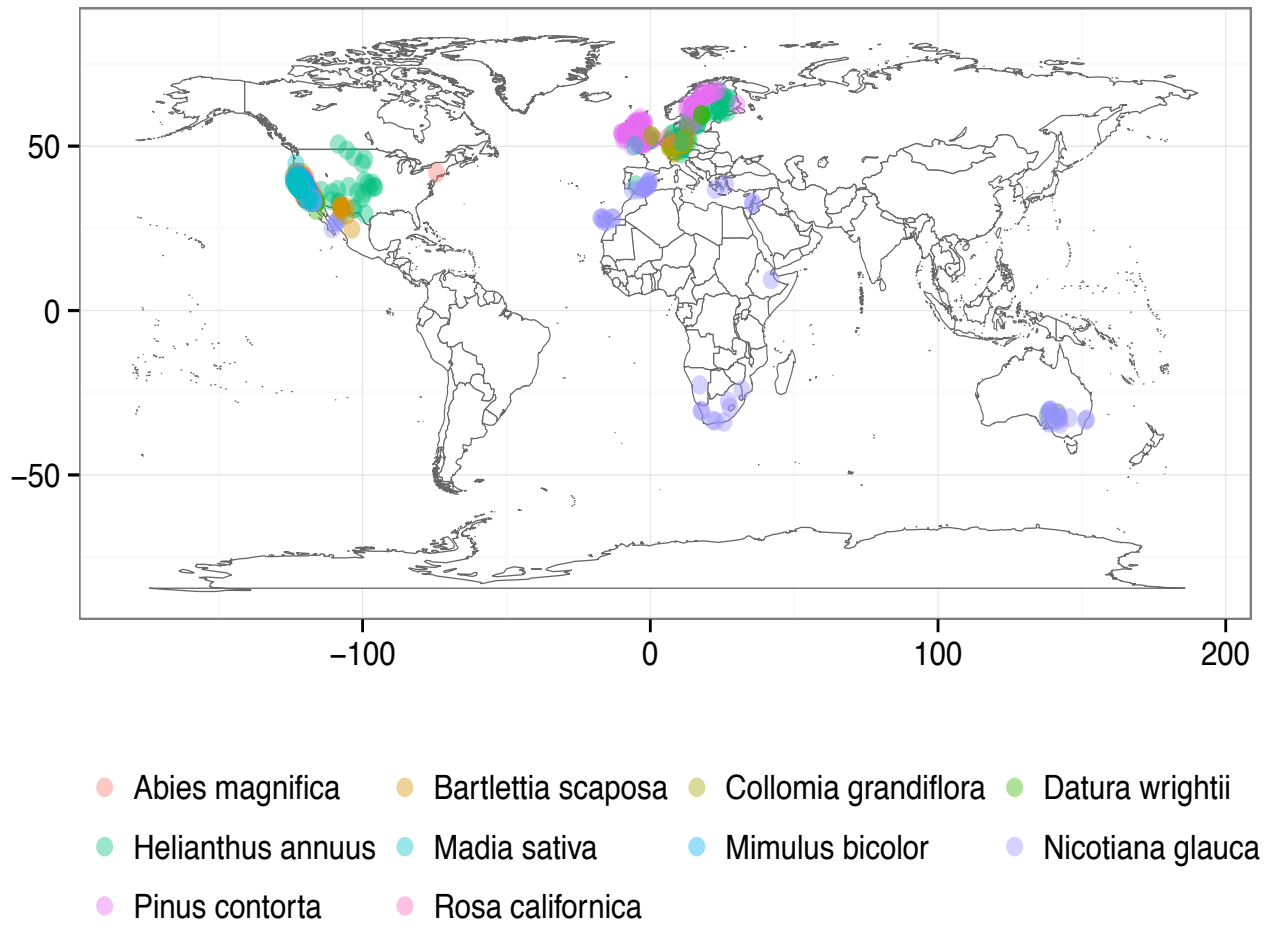 50
0
−50
−100 0 100 200
Abies magnifica Bartlettia scaposa Collomia grandiflora Datura wrightii
Helianthus annuus Madia sativa Mimulus bicolor Nicotiana glauca
Pinus contorta Rosa californica